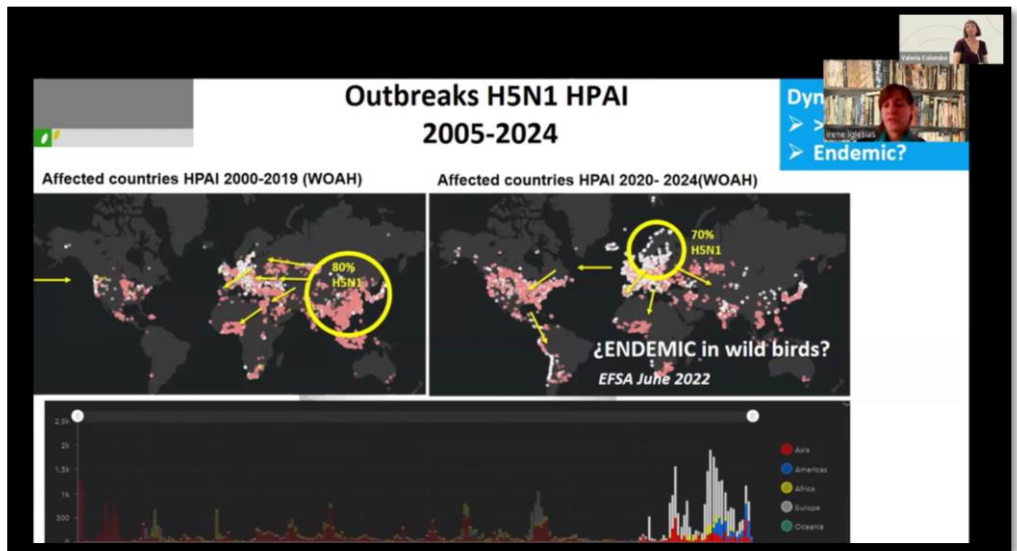 Valeria Colombo
Irene Iglesias
Outbreaks H5N1 HPAI
2005-2024
Dyn
➤ >
➤ Endemic?
Affected countries HPAI 2000-2019 (WOAH)
Affected countries HPAI 2020- 2024(WOAH)
80%
H5N1
70%
H5N1
¿ENDEMIC in wild birds?
EFSA June 2022
2.5k
2k
1.5k
1k
500
Asia
Americas
Africa
Europe
Oceania